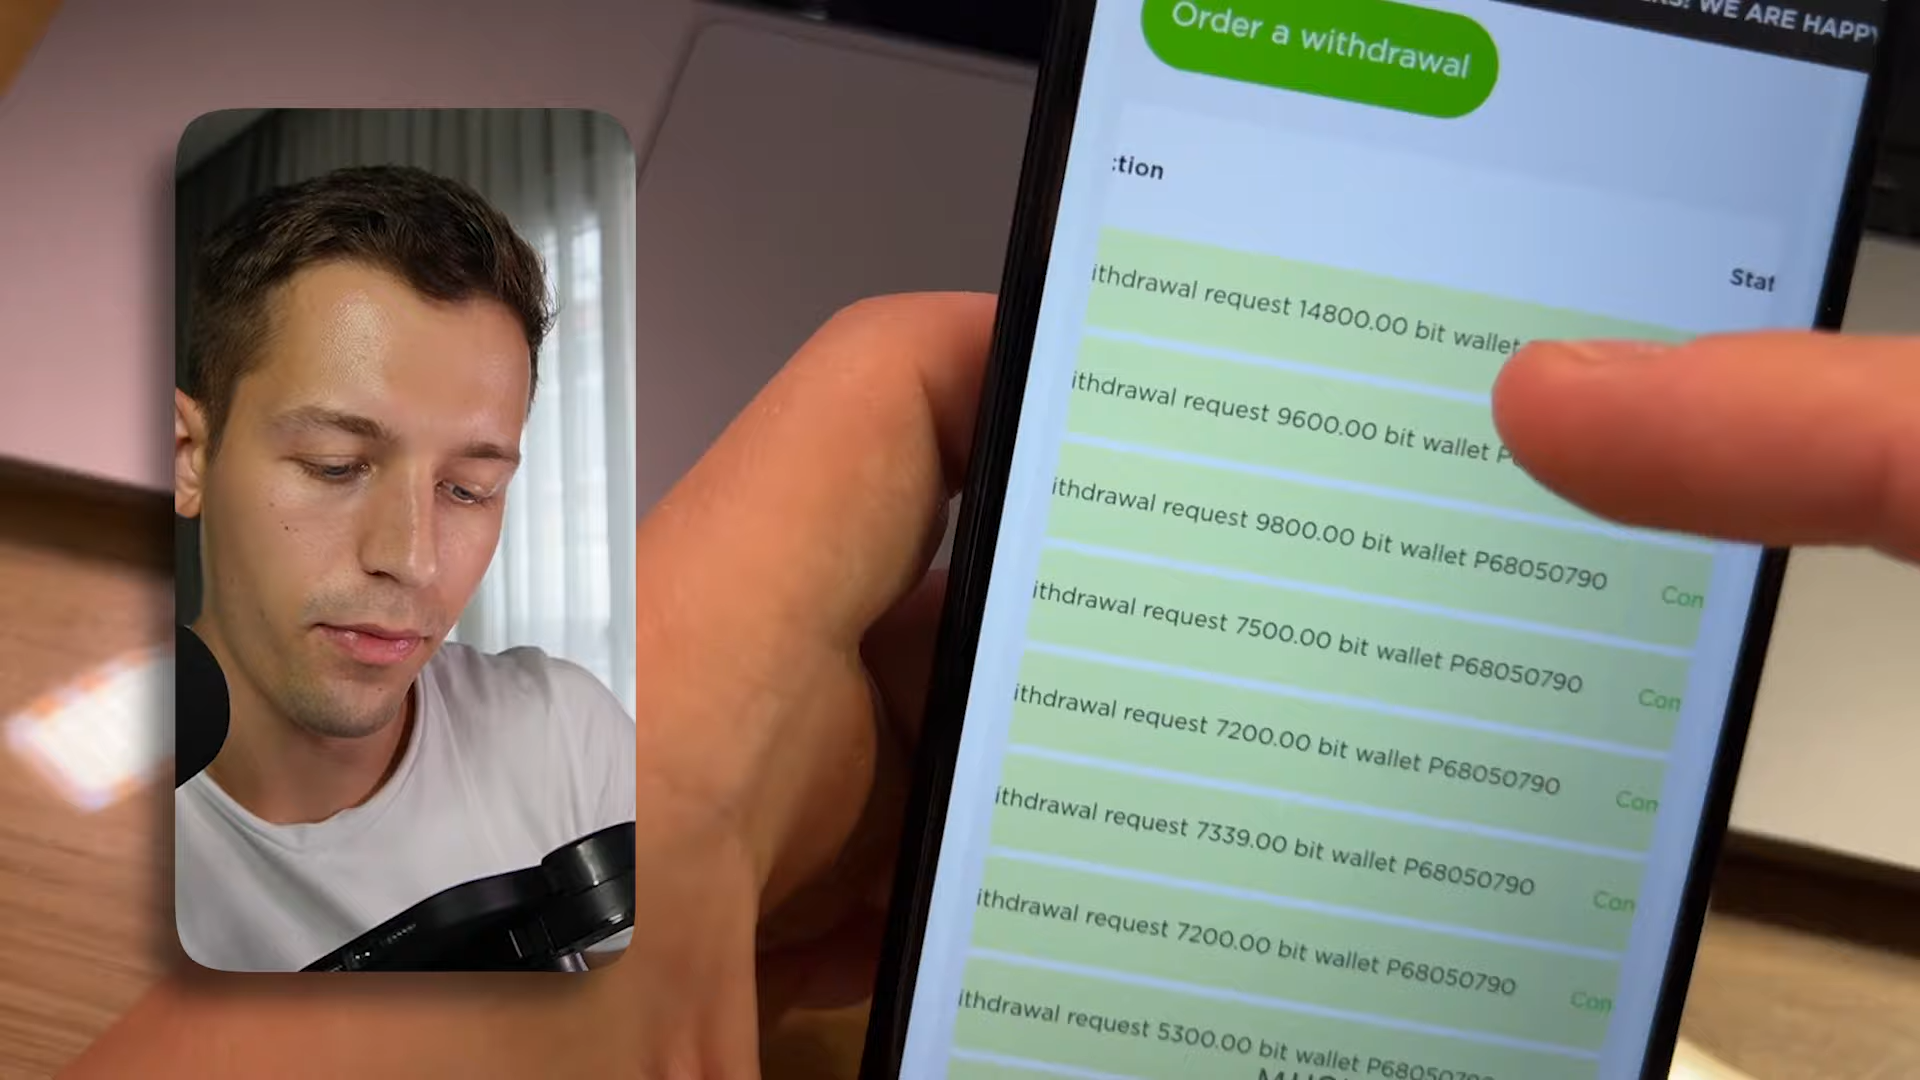 WE ARE HAPPY
Order a withdrawal
ction
Stat
ithdrawal request 14800.00 bit wallet
ithdrawal request 9600.00 bit wallet
ithdrawal request 9800.00 bit wallet P68050790 Con
ithdrawal request 7500.00 bit wallet P68050790 Con
ithdrawal request 7200.00 bit wallet P68050790 Con
ithdrawal request 7339.00 bit wallet P68050790 Con
ithdrawal request 7200.00 bit wallet P68050790 Con
ithdrawal request 5300.00 bit wallet P68050790